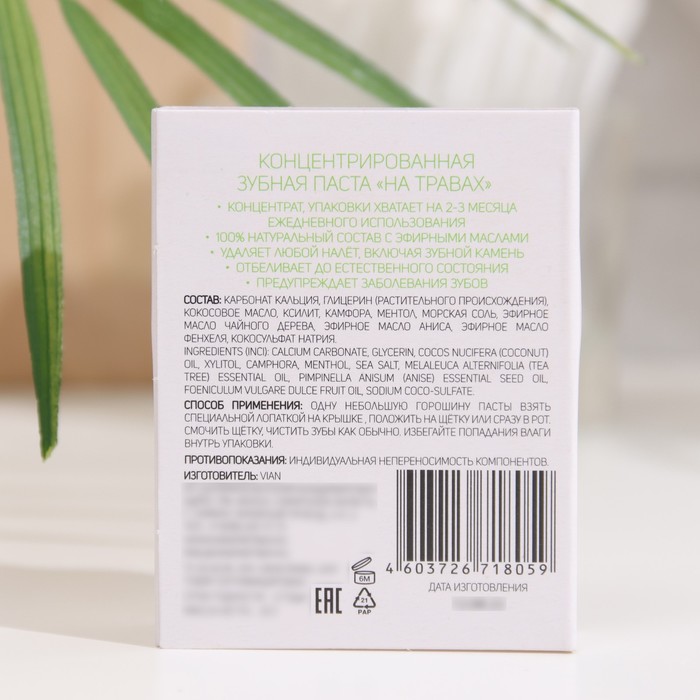 КОНЦЕНТРИРОВАННАЯ
ЗУБНАЯ ПАСТА «НА ТРАВАХ»
• КОНЦЕНТРАТ, УПАКОВКИ ХВАТАЕТ НА 2-3 МЕСЯЦА
ЕЖЕДНЕВНОГО ИСПОЛЬЗОВАНИЯ
• 100% НАТУРАЛЬНЫЙ СОСТАВ С ЭФИРНЫМИ МАСЛАМИ
• УДАЛЯЕТ ЛЮБОЙ НАЛЁТ, ВКЛЮЧАЯ ЗУБНОЙ КАМЕНЬ
• ОТБЕЛИВАЕТ ДО ЕСТЕСТВЕННОГО СОСТОЯНИЯ
• ПРЕДУПРЕЖДАЕТ ЗАБОЛЕВАНИЯ ЗУБОВ
СОСТАВ: КАРБОНАТ КАЛЬЦИЯ, ГЛИЦЕРИН (РАСТИТЕЛЬНОГО ПРОИСХОЖДЕНИЯ),
КОКОСОВОЕ МАСЛО, КСИЛИТ, КАМФОРА, МЕНТОЛ, МОРСКАЯ СОЛЬ, ЭФИРНОЕ
МАСЛО ЧАЙНОГО ДЕРЕВА, ЭФИРНОЕ МАСЛО АНИСА, ЭФИРНОЕ МАСЛО
ФЕНХЕЛЯ, КОКОСУЛЬФАТ НАТРИЯ.
INGREDIENTS (INCI): CALCIUM CARBONATE, GLYCERIN, COCOS NUCIFERA (COCONUT)
OIL, XYLITOL, CAMPHORA, MENTHOL, SEA SALT, MELALEUCA ALTERNIFOLIA (TEA
TREE) ESSENTIAL OIL, PIMPINELLA ANISUM (ANISE) ESSENTIAL SEED OIL,
FOENICULUM VULGARE DULCE FRUIT OIL, SODIUM COCO-SULFATE.
СПОСОБ ПРИМЕНЕНИЯ: ОДНУ НЕБОЛЬШУЮ ГОРОШИНУ ПАСТЫ ВЗЯТЬ
СПЕЦИАЛЬНОЙ ЛОПАТКОЙ НА КРЫШКЕ , ПОЛОЖИТЬ НА ЩЁТКУ ИЛИ СРАЗУ В РОТ.
СМОЧИТЬ ЩЁТКУ, ЧИСТИТЬ ЗУБЫ КАК ОБЫЧНО. ИЗБЕГАЙТЕ ПОПАДАНИЯ ВЛАГИ
ВНУТРЬ УПАКОВКИ.
ПРОТИВОПОКАЗАНИЯ: ИНДИВИДУАЛЬНАЯ НЕПЕРЕНОСИМОСТЬ КОМПОНЕНТОВ.
ИЗГОТОВИТЕЛЬ: VIAN
4 603726 718059
ДАТА ИЗГОТОВЛЕНИЯ
6M
EAC
21
PAP